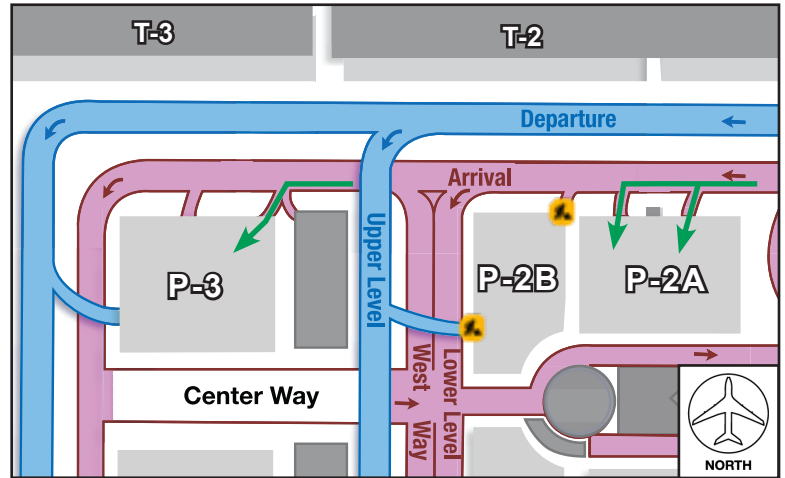 T-3
T-2
Departure
Arrival
Upper Level
P-3
P-2B
P-2A
West Way
Lower Level
Center Way
NORTH